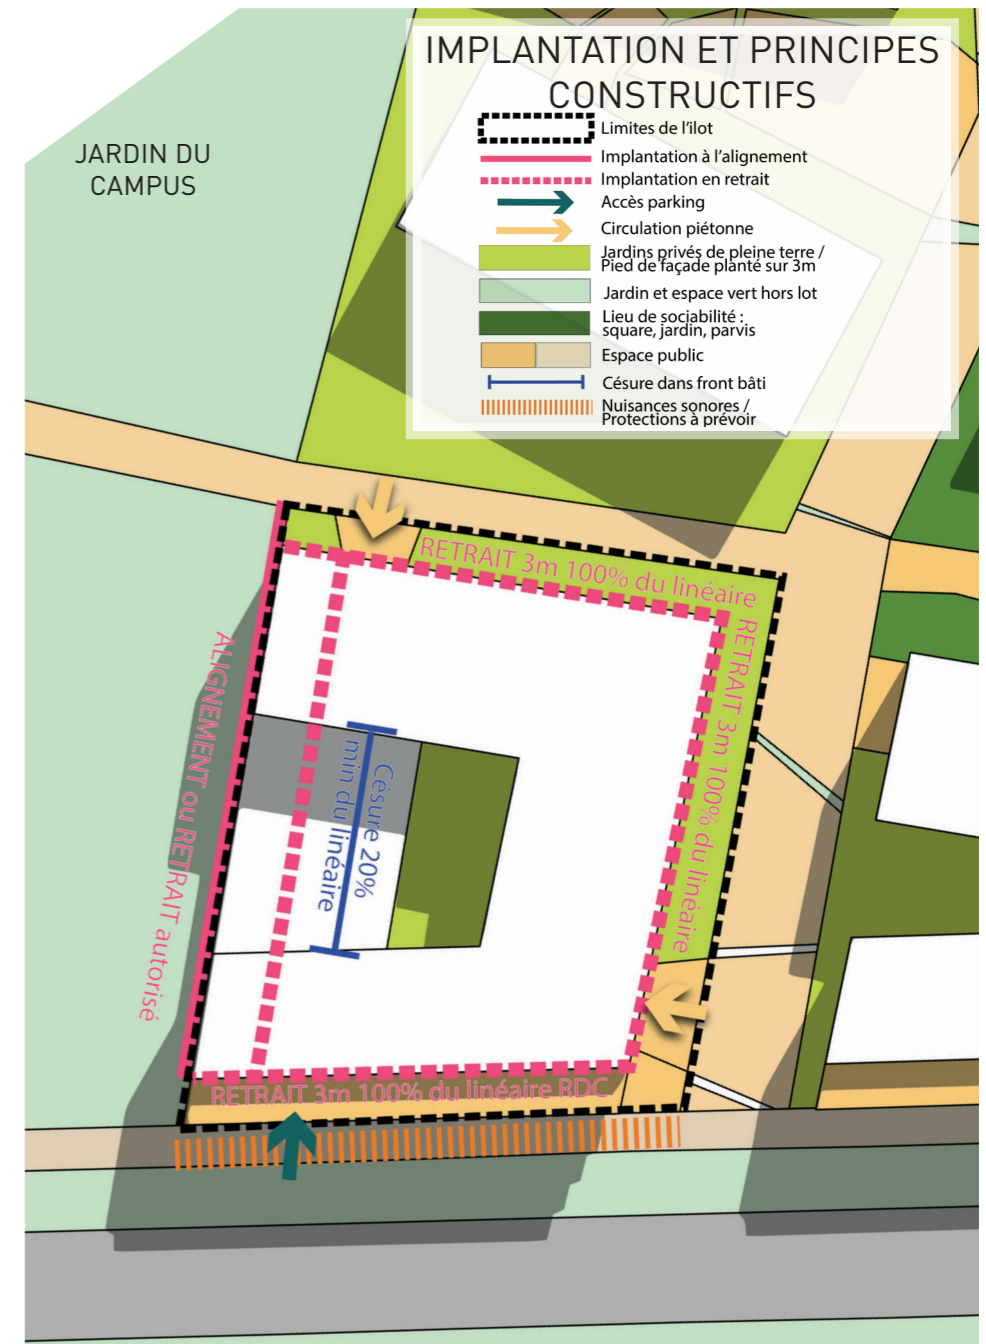 IMPLANTATION ET PRINCIPES
CONSTRUCTIFS
Limites de l'îlot
Implantation à l'alignement
Implantation en retrait
Accès parking
Circulation piétonne
Jardins privés de pleine terre /
Pied de façade planté sur 3m
Jardin et espace vert hors lot
Lieu de sociabilité :
square, jardin, parvis
Espace public
Césure dans front bâti
Nuisances sonores /
Protections à prévoir
JARDIN DU
CAMPUS
RETRAIT 3m 100% du linéaire
RETRAIT 3m 100% du linéaire
ALIGNEMENT ou RETRAIT autorisé
Césure 20%
min du linéaire
RETRAIT 3m 100% du linéaire RDC